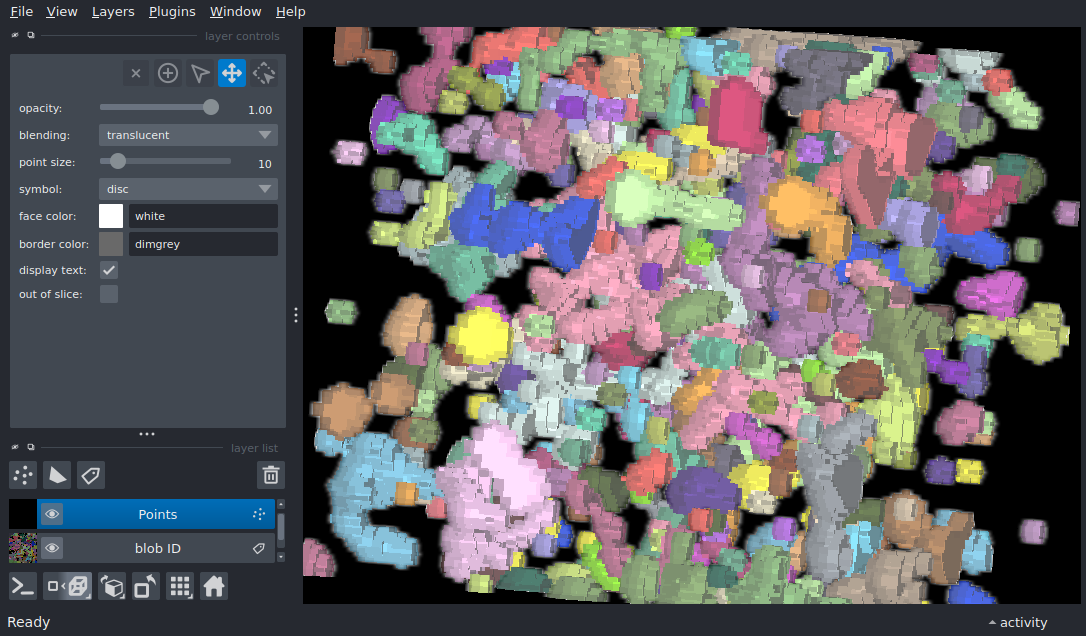 File View Layers Plugins Window Help
layer controls
opacity: 1.00
blending: translucent
point size: 10
symbol: disc
face color: white
border color: dimgrey
display text:
out of slice:
layer list
Points
blob ID
Ready
activity